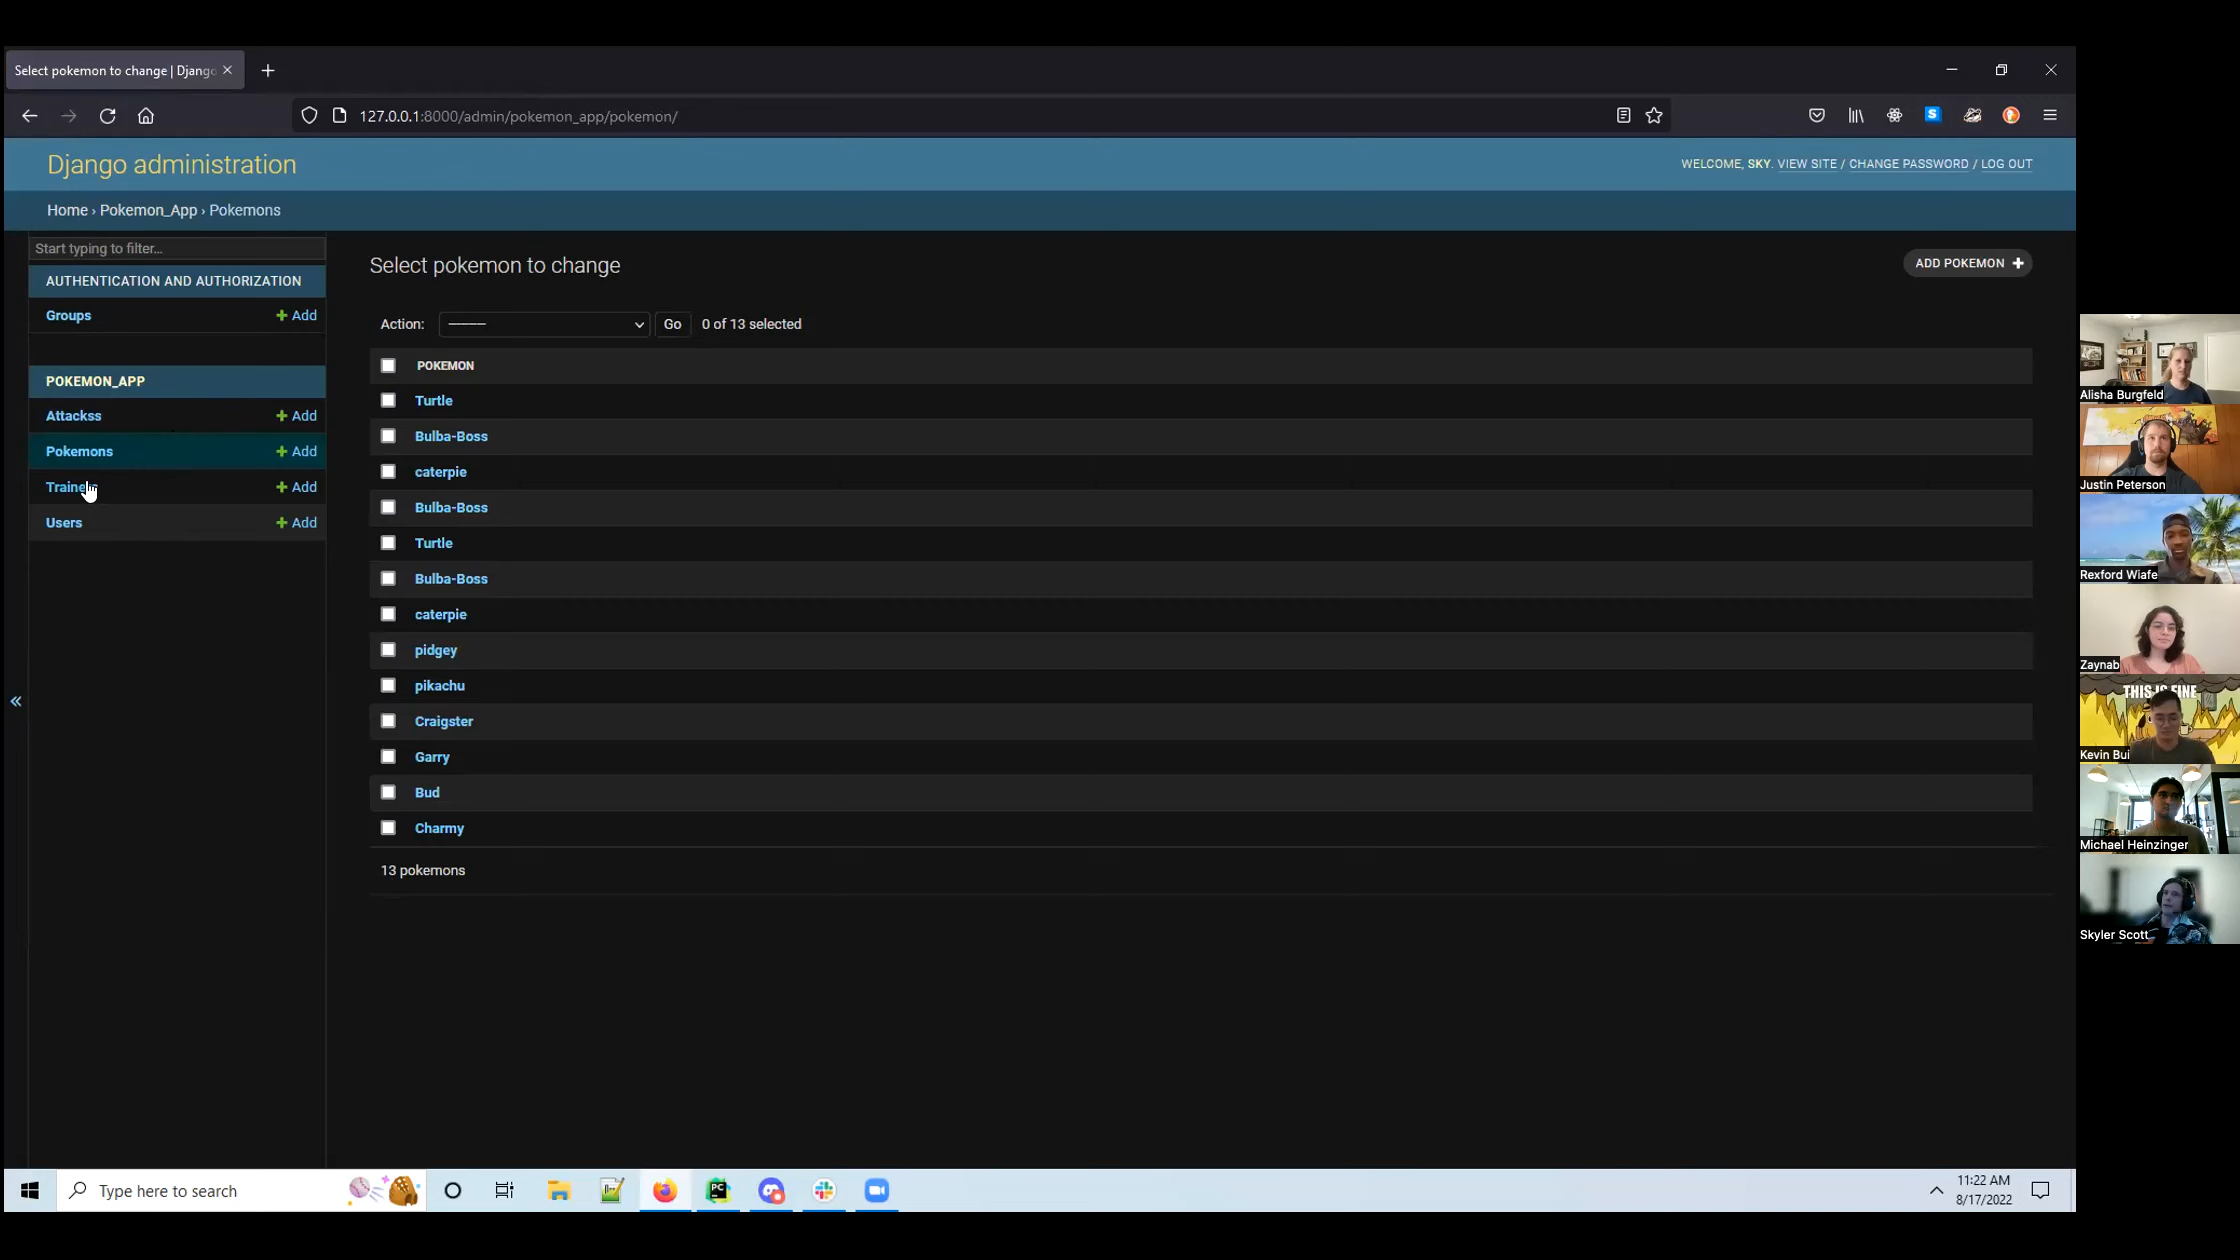 Select pokemon to change | Django
127.0.0.1:8000/admin/pokemon_app/pokemon/
Django administration
WELCOME, SKY. VIEW SITE / CHANGE PASSWORD / LOG OUT
Home › Pokemon_App › Pokemons
Start typing to filter...
AUTHENTICATION AND AUTHORIZATION
Groups + Add
POKEMON_APP
Attackss + Add
Pokemons + Add
Trainers + Add
Users + Add
«
Select pokemon to change
ADD POKEMON +
Action: Go 0 of 13 selected
POKEMON
Turtle
Bulba-Boss
caterpie
Bulba-Boss
Turtle
Bulba-Boss
caterpie
pidgey
pikachu
Craigster
Garry
Bud
Charmy
13 pokemons
Alisha Burgfeld
Justin Peterson
Rexford Wiafe
Zaynab
THIS IS FINE
Kevin Bui
Michael Heinzinger
Skyler Scott
Type here to search
11:22 AM
8/17/2022